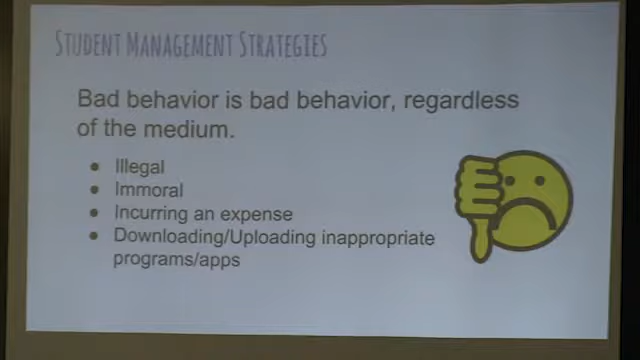 Student Management Strategies
Bad behavior is bad behavior, regardless
of the medium.
• Illegal
• Immoral
• Incurring an expense
• Downloading/Uploading inappropriate
programs/apps